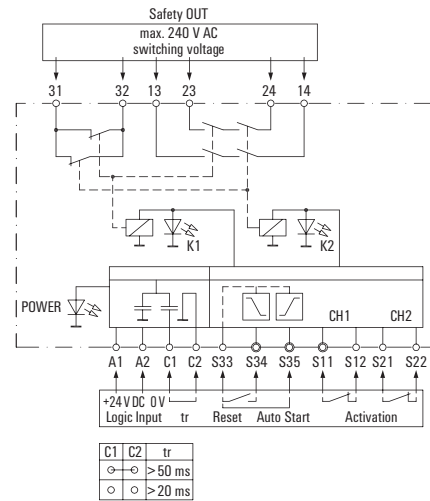 Safety OUT
max. 240 V AC
switching voltage
31 32 13 23 24 14
K1 K2
POWER
CH1 CH2
A1 A2 C1 C2 S33 S34 S35 S11 S12 S21 S22
+24 V DC 0 V
Logic Input tr Reset Auto Start Activation
C1 C2 tr
> 50 ms
> 20 ms